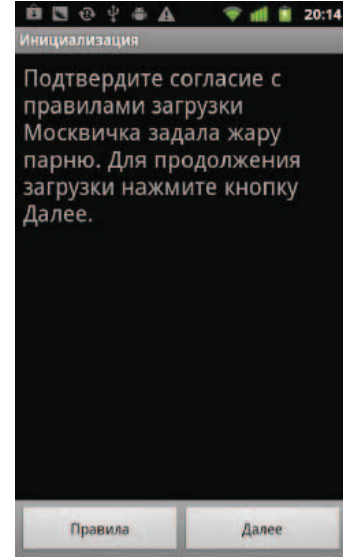 20:14
Инициализация
Подтвердите согласие с
правилами загрузки
Москвичка задала жару
парню. Для продолжения
загрузки нажмите кнопку
Далее.
Правила Далее